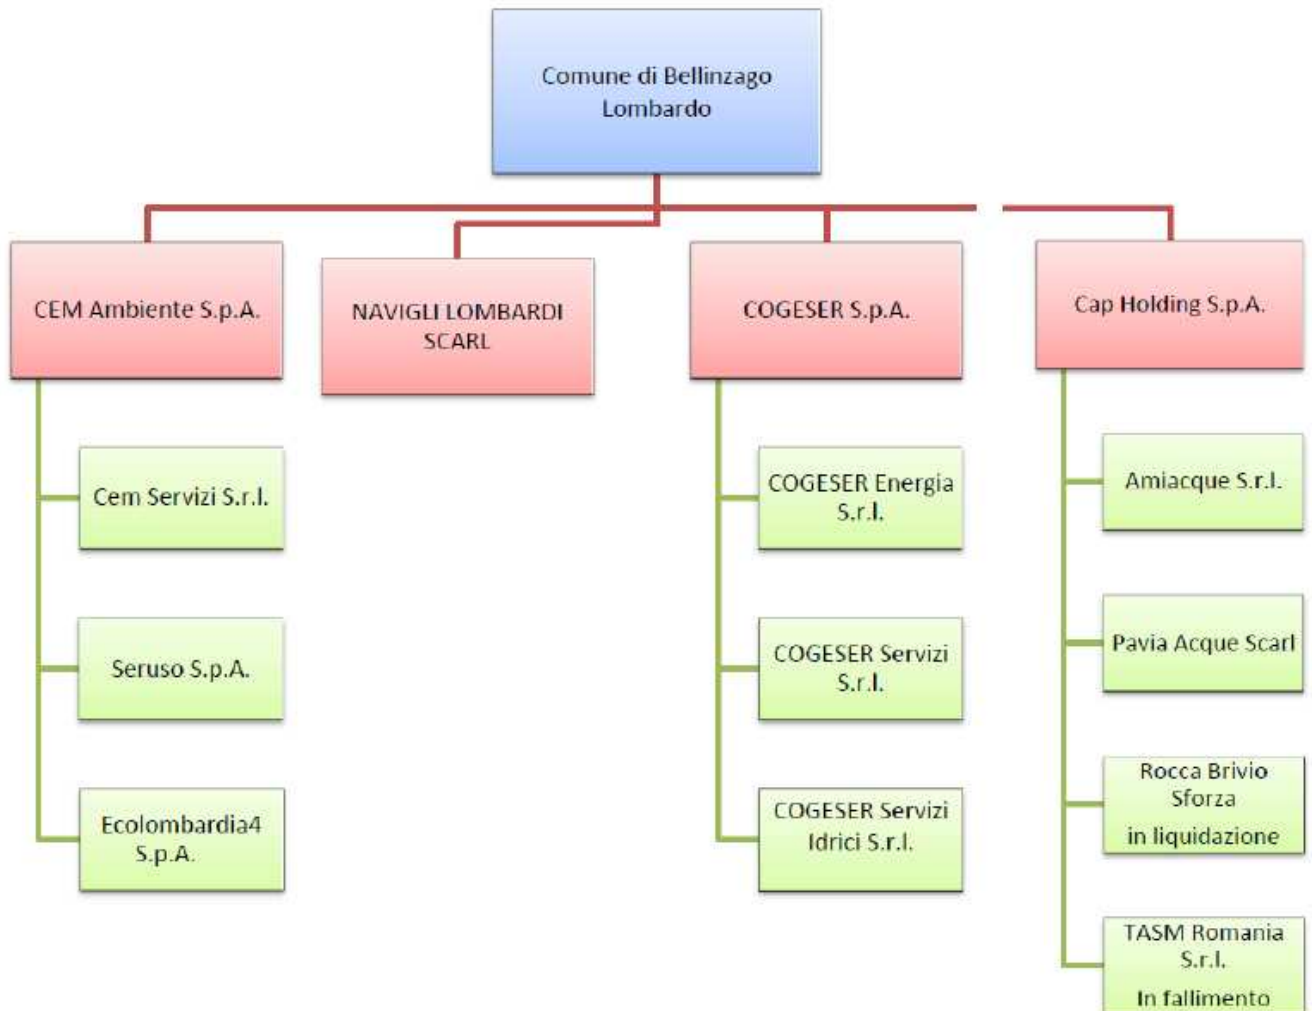 Comune di Bellinzago
Lombardo
CEM Ambiente S.p.A.
NAVIGLI LOMBARDI
SCARL
COGESER S.p.A.
Cap Holding S.p.A.
Cem Servizi S.r.l.
Seruso S.p.A.
Ecolombardia4
S.p.A.
COGESER Energia
S.r.l.
COGESER Servizi
S.r.l.
COGESER Servizi
Idrici S.r.l.
Amiacque S.r.l.
Pavia Acque Scarl
Rocca Brivio
Sforza
in liquidazione
TASM Romania
S.r.l.
In fallimento